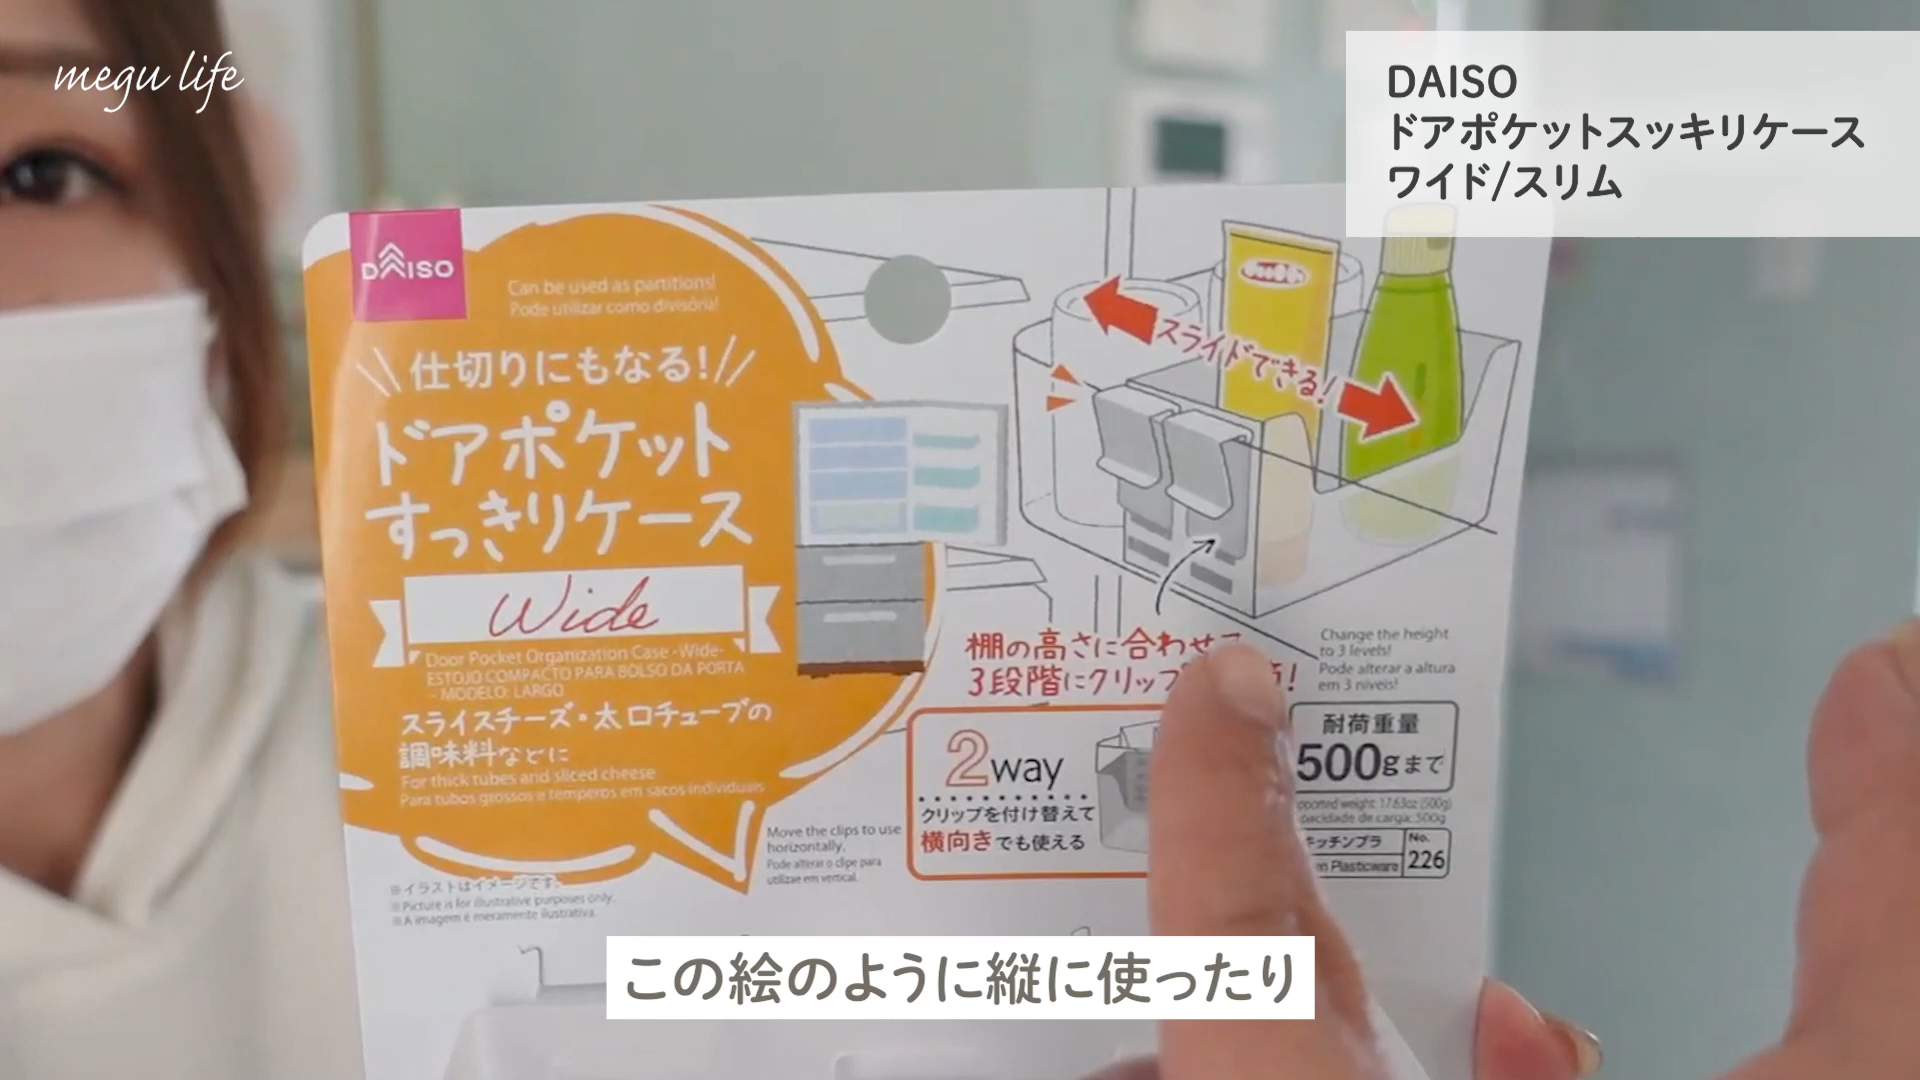 megu life
DAISO
ドアポケットスッキリケース
ワイド/スリム
DAISO
Can be used as partitions!
Pode utilizar como divisória!
仕切りにもなる!
ドアポケット
すっきりケース
Wide
Door Pocket Organization Case -Wide-
ESTOJO COMPACTO PARA BOLSO DA PORTA
- MODELO: LARGO
スライスチーズ・太口チューブの
調味料などに
For thick tubes and sliced cheese
Para tubos grossos e temperos em sacos individuais
※イラストはイメージです。
※Picture is for illustrative purposes only.
※A imagem é meramente ilustrativa.
スライドできる!
棚の高さに合わせ
3段階にクリップ
Change the height
to 3 levels!
Pode alterar a altura
em 3 níveis!
2way
クリップを付け替えて
横向きでも使える
Move the clips to use
horizontally.
Pode alterar o clipe para
utilizar em vertical.
耐荷重量
500gまで
weight: 17.63oz (500g)
de carga: 500g
キッチンプラ
Plasticware
No.
226
この絵のように縦に使ったり